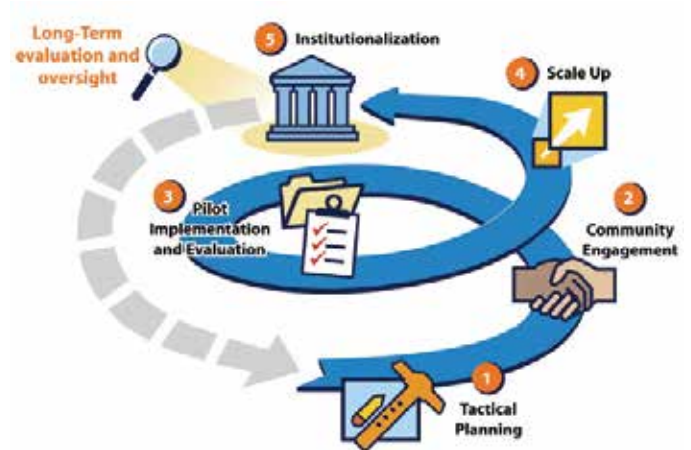 Long-Term
evaluation and
oversight
5 Institutionalization
4 Scale Up
3 Pilot
Implementation
and Evaluation
2
Community
Engagement
1
Tactical
Planning